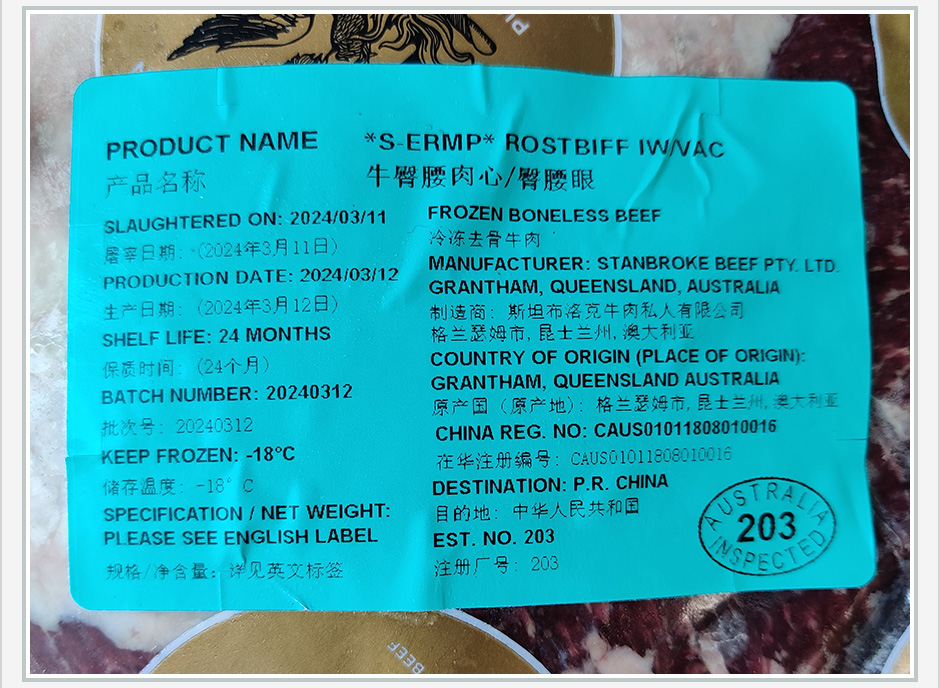 PRODUCT NAME *S-ERMP* ROSTBIFF IW/VAC
产品名称 牛臀腰肉心/臀腰眼
SLAUGHTERED ON: 2024/03/11
屠宰日期: (2024年3月11日)
PRODUCTION DATE: 2024/03/12
生产日期: (2024年3月12日)
SHELF LIFE: 24 MONTHS
保质时间: (24个月)
BATCH NUMBER: 20240312
批次号: 20240312
KEEP FROZEN: -18°C
储存温度: -18° C
SPECIFICATION / NET WEIGHT:
PLEASE SEE ENGLISH LABEL
规格/净含量: 详见英文标签
FROZEN BONELESS BEEF
冷冻去骨牛肉
MANUFACTURER: STANBROKE BEEF PTY. LTD.
GRANTHAM, QUEENSLAND, AUSTRALIA
制造商: 斯坦布洛克牛肉私人有限公司
格兰瑟姆市, 昆士兰州, 澳大利亚
COUNTRY OF ORIGIN (PLACE OF ORIGIN):
GRANTHAM, QUEENSLAND AUSTRALIA
原产国 (原产地): 格兰瑟姆市, 昆士兰州, 澳大利亚
CHINA REG. NO: CAUS01011808010016
在华注册编号: CAUS01011808010016
DESTINATION: P.R. CHINA
目的地: 中华人民共和国
EST. NO. 203
注册厂号: 203
AUSTRALIA
203
INSPECTED
BEEF